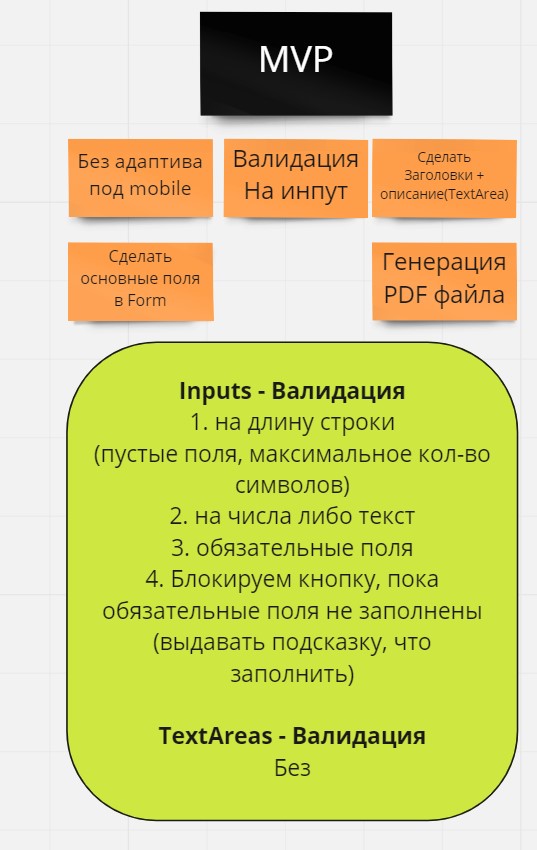 MVP
Без адаптива
под mobile
Валидация
На инпут
Сделать
Заголовки +
описание(TextArea)
Сделать
основные поля
в Form
Генерация
PDF файла
Inputs - Валидация
1. на длину строки
(пустые поля, максимальное кол-во
символов)
2. на числа либо текст
3. обязательные поля
4. Блокируем кнопку, пока
обязательные поля не заполнены
(выдавать подсказку, что
заполнить)
TextAreas - Валидация
Без